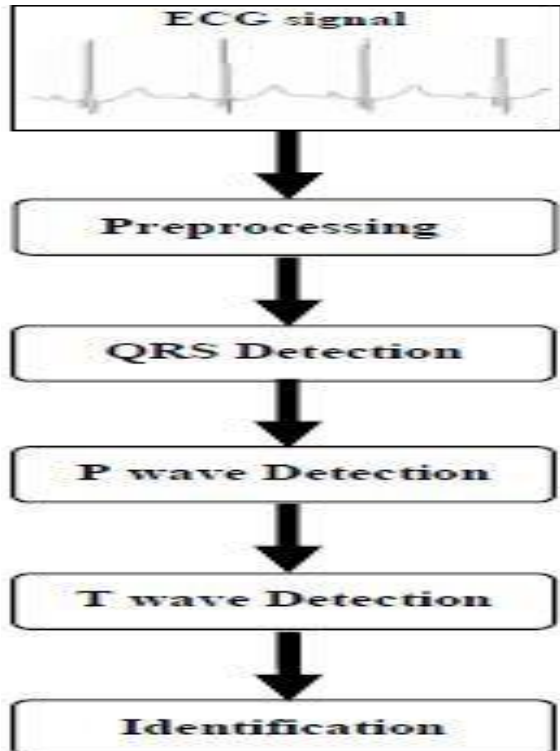 ECG signal
Preprocessing
QRS Detection
P wave Detection
T wave Detection
Identification